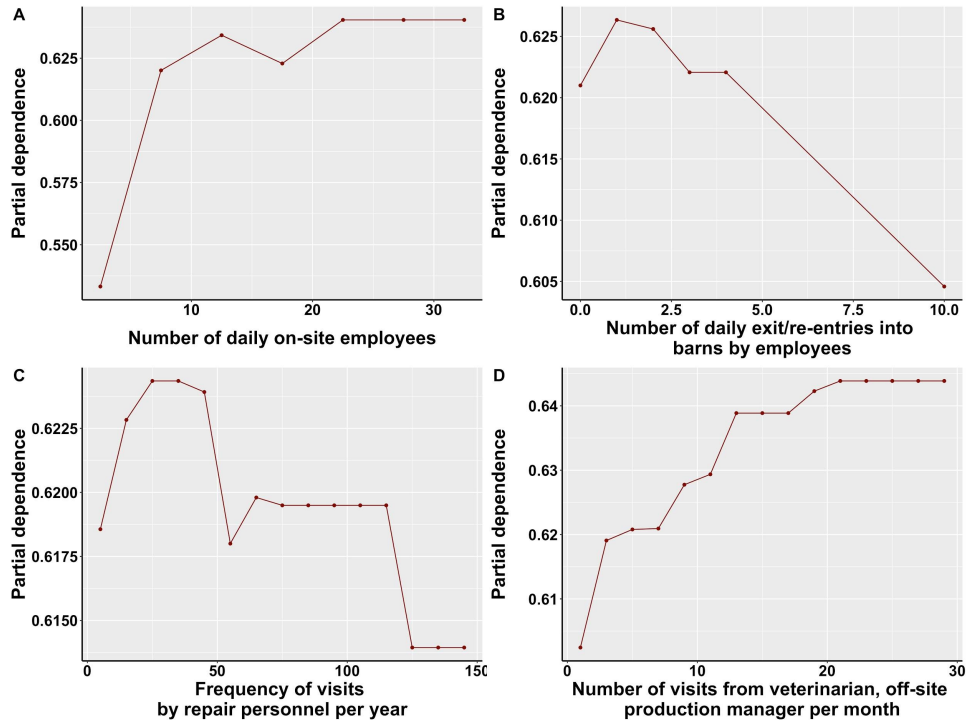 A
Partial dependence
0.625
0.600
0.575
0.550
10
20
30
Number of daily on-site employees
B
Partial dependence
0.625
0.620
0.615
0.610
0.605
0.0
2.5
5.0
7.5
10.0
Number of daily exit/re-entries into
barns by employees
C
Partial dependence
0.6225
0.6200
0.6175
0.6150
0
50
100
150
Frequency of visits
by repair personnel per year
D
Partial dependence
0.64
0.63
0.62
0.61
0
10
20
30
Number of visits from veterinarian, off-site
production manager per month